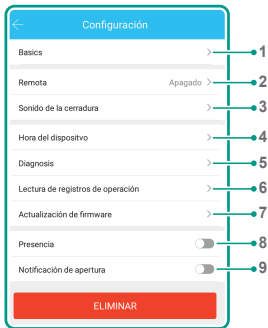 Configuración
Basics 1
Remota Apagado 2
Sonido de la cerradura 3
Hora del dispositvo 4
Diagnosis 5
Lectura de registros de operación 6
Actualización de firmware 7
Presencia 8
Notificación de apertura 9
ELIMINAR